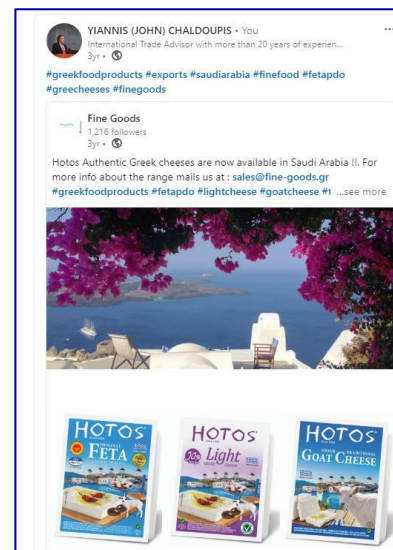 YIANNIS (JOHN) CHALDOUPIS • You
International Trade Advisor with more than 20 years of experien...
3yr •
#greekfoodproducts #exports #saudiarabia #finefood #fetapdo
#greecheeses #finegoods
Fine Goods
1,216 followers
3yr •
Hotos Authentic Greek cheeses are now available in Saudi Arabia !!. For
more info about the range mails us at : sales@fine-goods.gr
#greekfoodproducts #fetapdo #lightcheese #goatcheese #1 ...see more
HOTOS
FETA
HOTOS
Light
HOTOS
TRADITIONAL
GOAT CHEESE